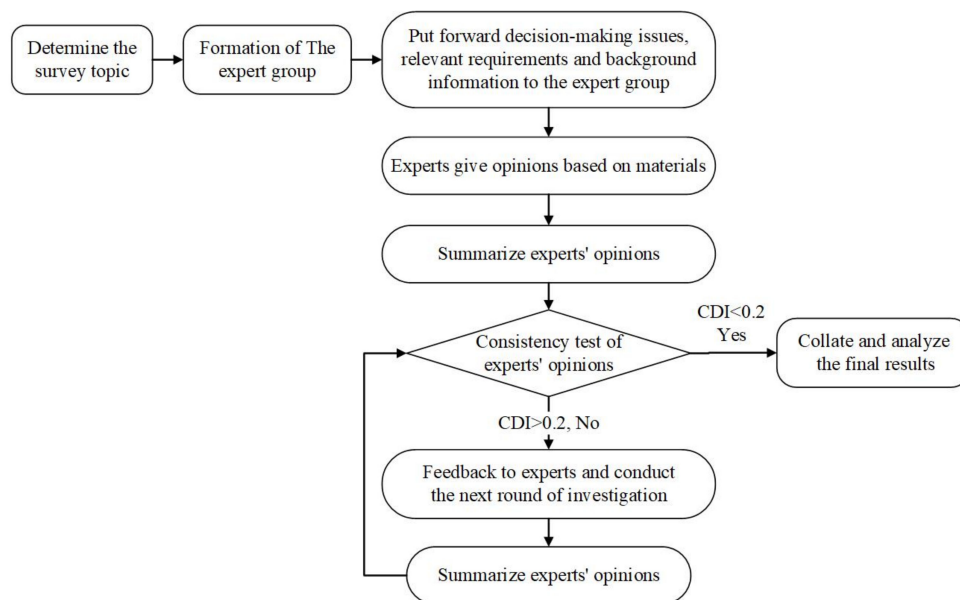 Determine the
survey topic
Formation of The
expert group
Put forward decision-making issues,
relevant requirements and background
information to the expert group
Experts give opinions based on materials
Summarize experts' opinions
Consistency test of
experts' opinions
CDI<0.2
Yes
Collate and analyze
the final results
CDI>0.2, No
Feedback to experts and conduct
the next round of investigation
Summarize experts' opinions